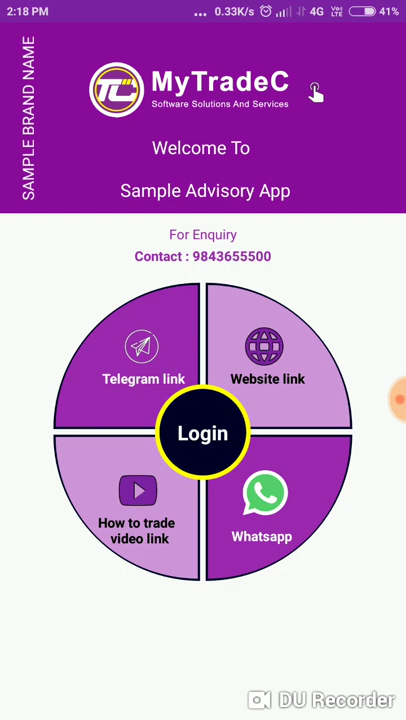 2:18 PM
... 0.33K/s 4G VoLTE 41%
SAMPLE BRAND NAME
TC
MyTradeC
Software Solutions And Services
Welcome To
Sample Advisory App
For Enquiry
Contact : 9843655500
Telegram link
Website link
Login
How to trade
video link
Whatsapp
DU Recorder